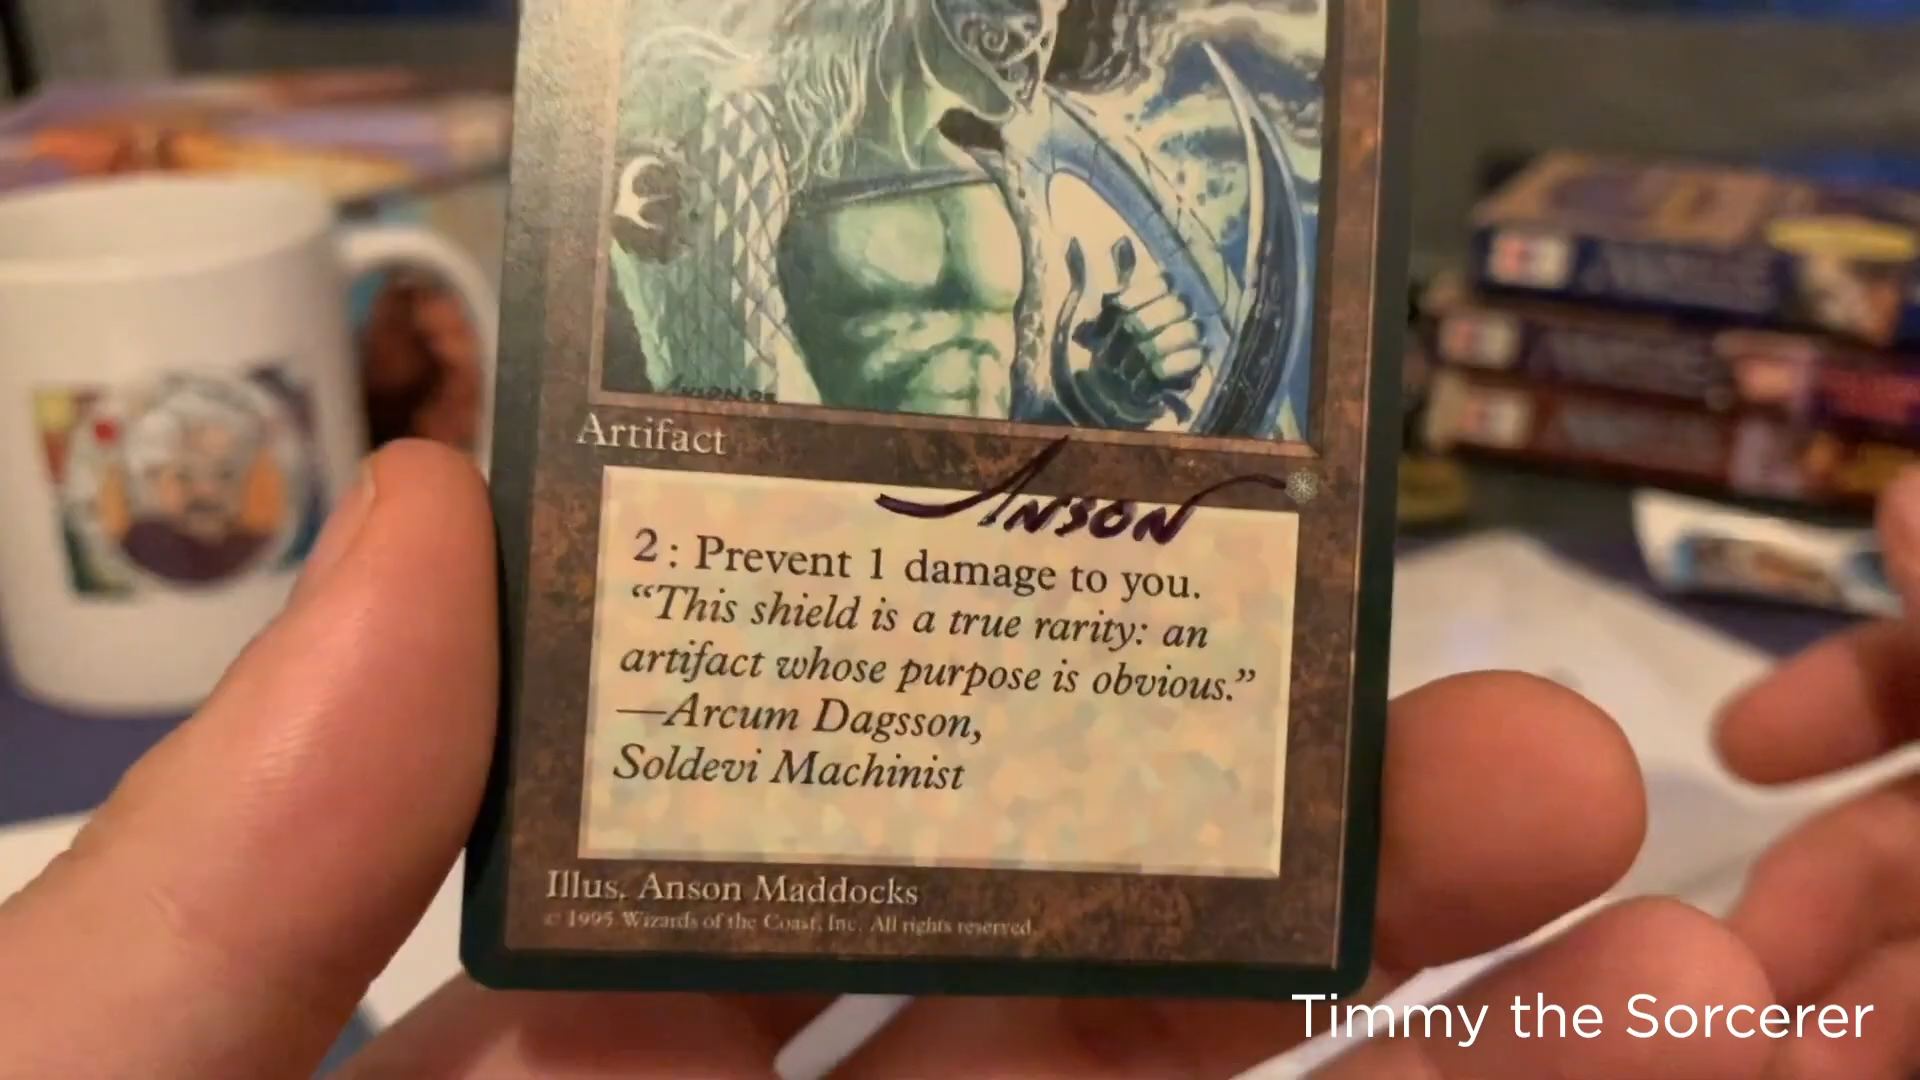 Artifact
ANSON
2: Prevent 1 damage to you.
“This shield is a true rarity: an
artifact whose purpose is obvious.”
—Arcum Dagsson,
Soldevi Machinist
Illus. Anson Maddocks
© 1995 Wizards of the Coast, Inc. All rights reserved.
Timmy the Sorcerer